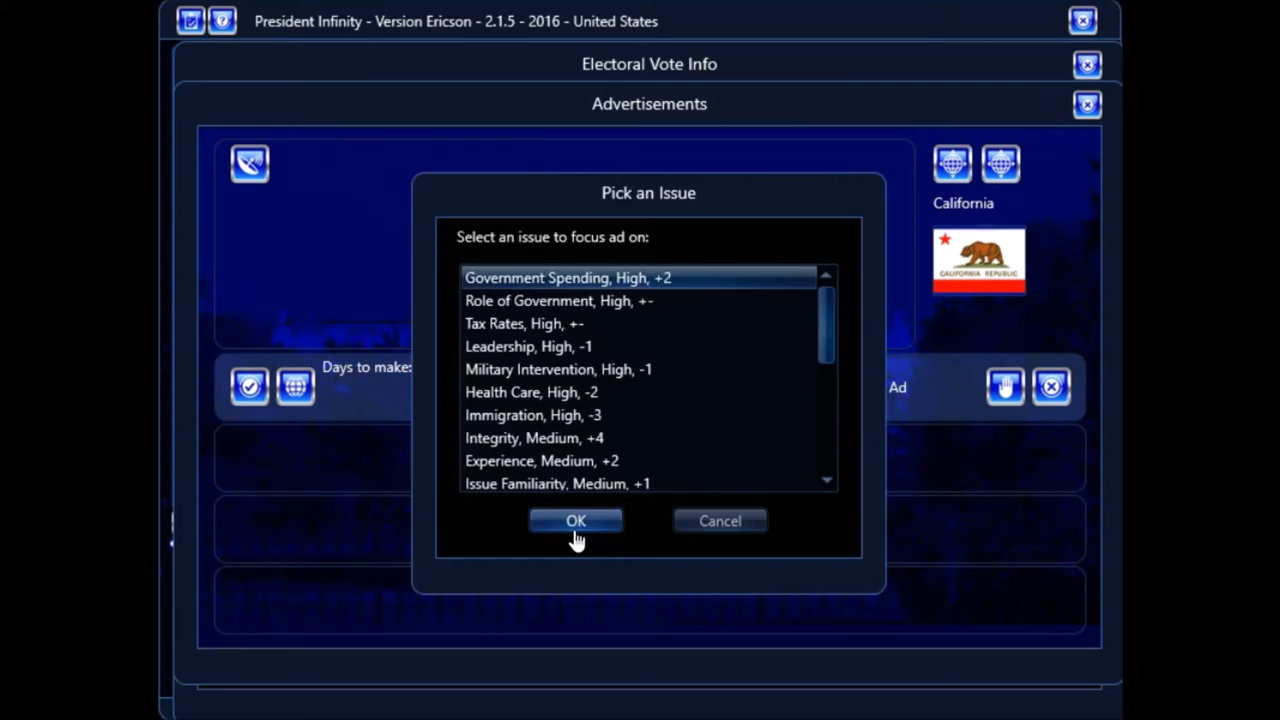 President Infinity - Version Ericson - 2.1.5 - 2016 - United States
Electoral Vote Info
Advertisements
Pick an Issue
California
Select an issue to focus ad on:
CALIFORNIA REPUBLIC
Government Spending, High, +2
Role of Government, High, +-
Tax Rates, High, +-
Leadership, High, -1
Days to make:
Military Intervention, High, -1
Health Care, High, -2
Ad
Immigration, High, -3
Integrity, Medium, +4
Experience, Medium, +2
Issue Familiarity, Medium, +1
OK
Cancel